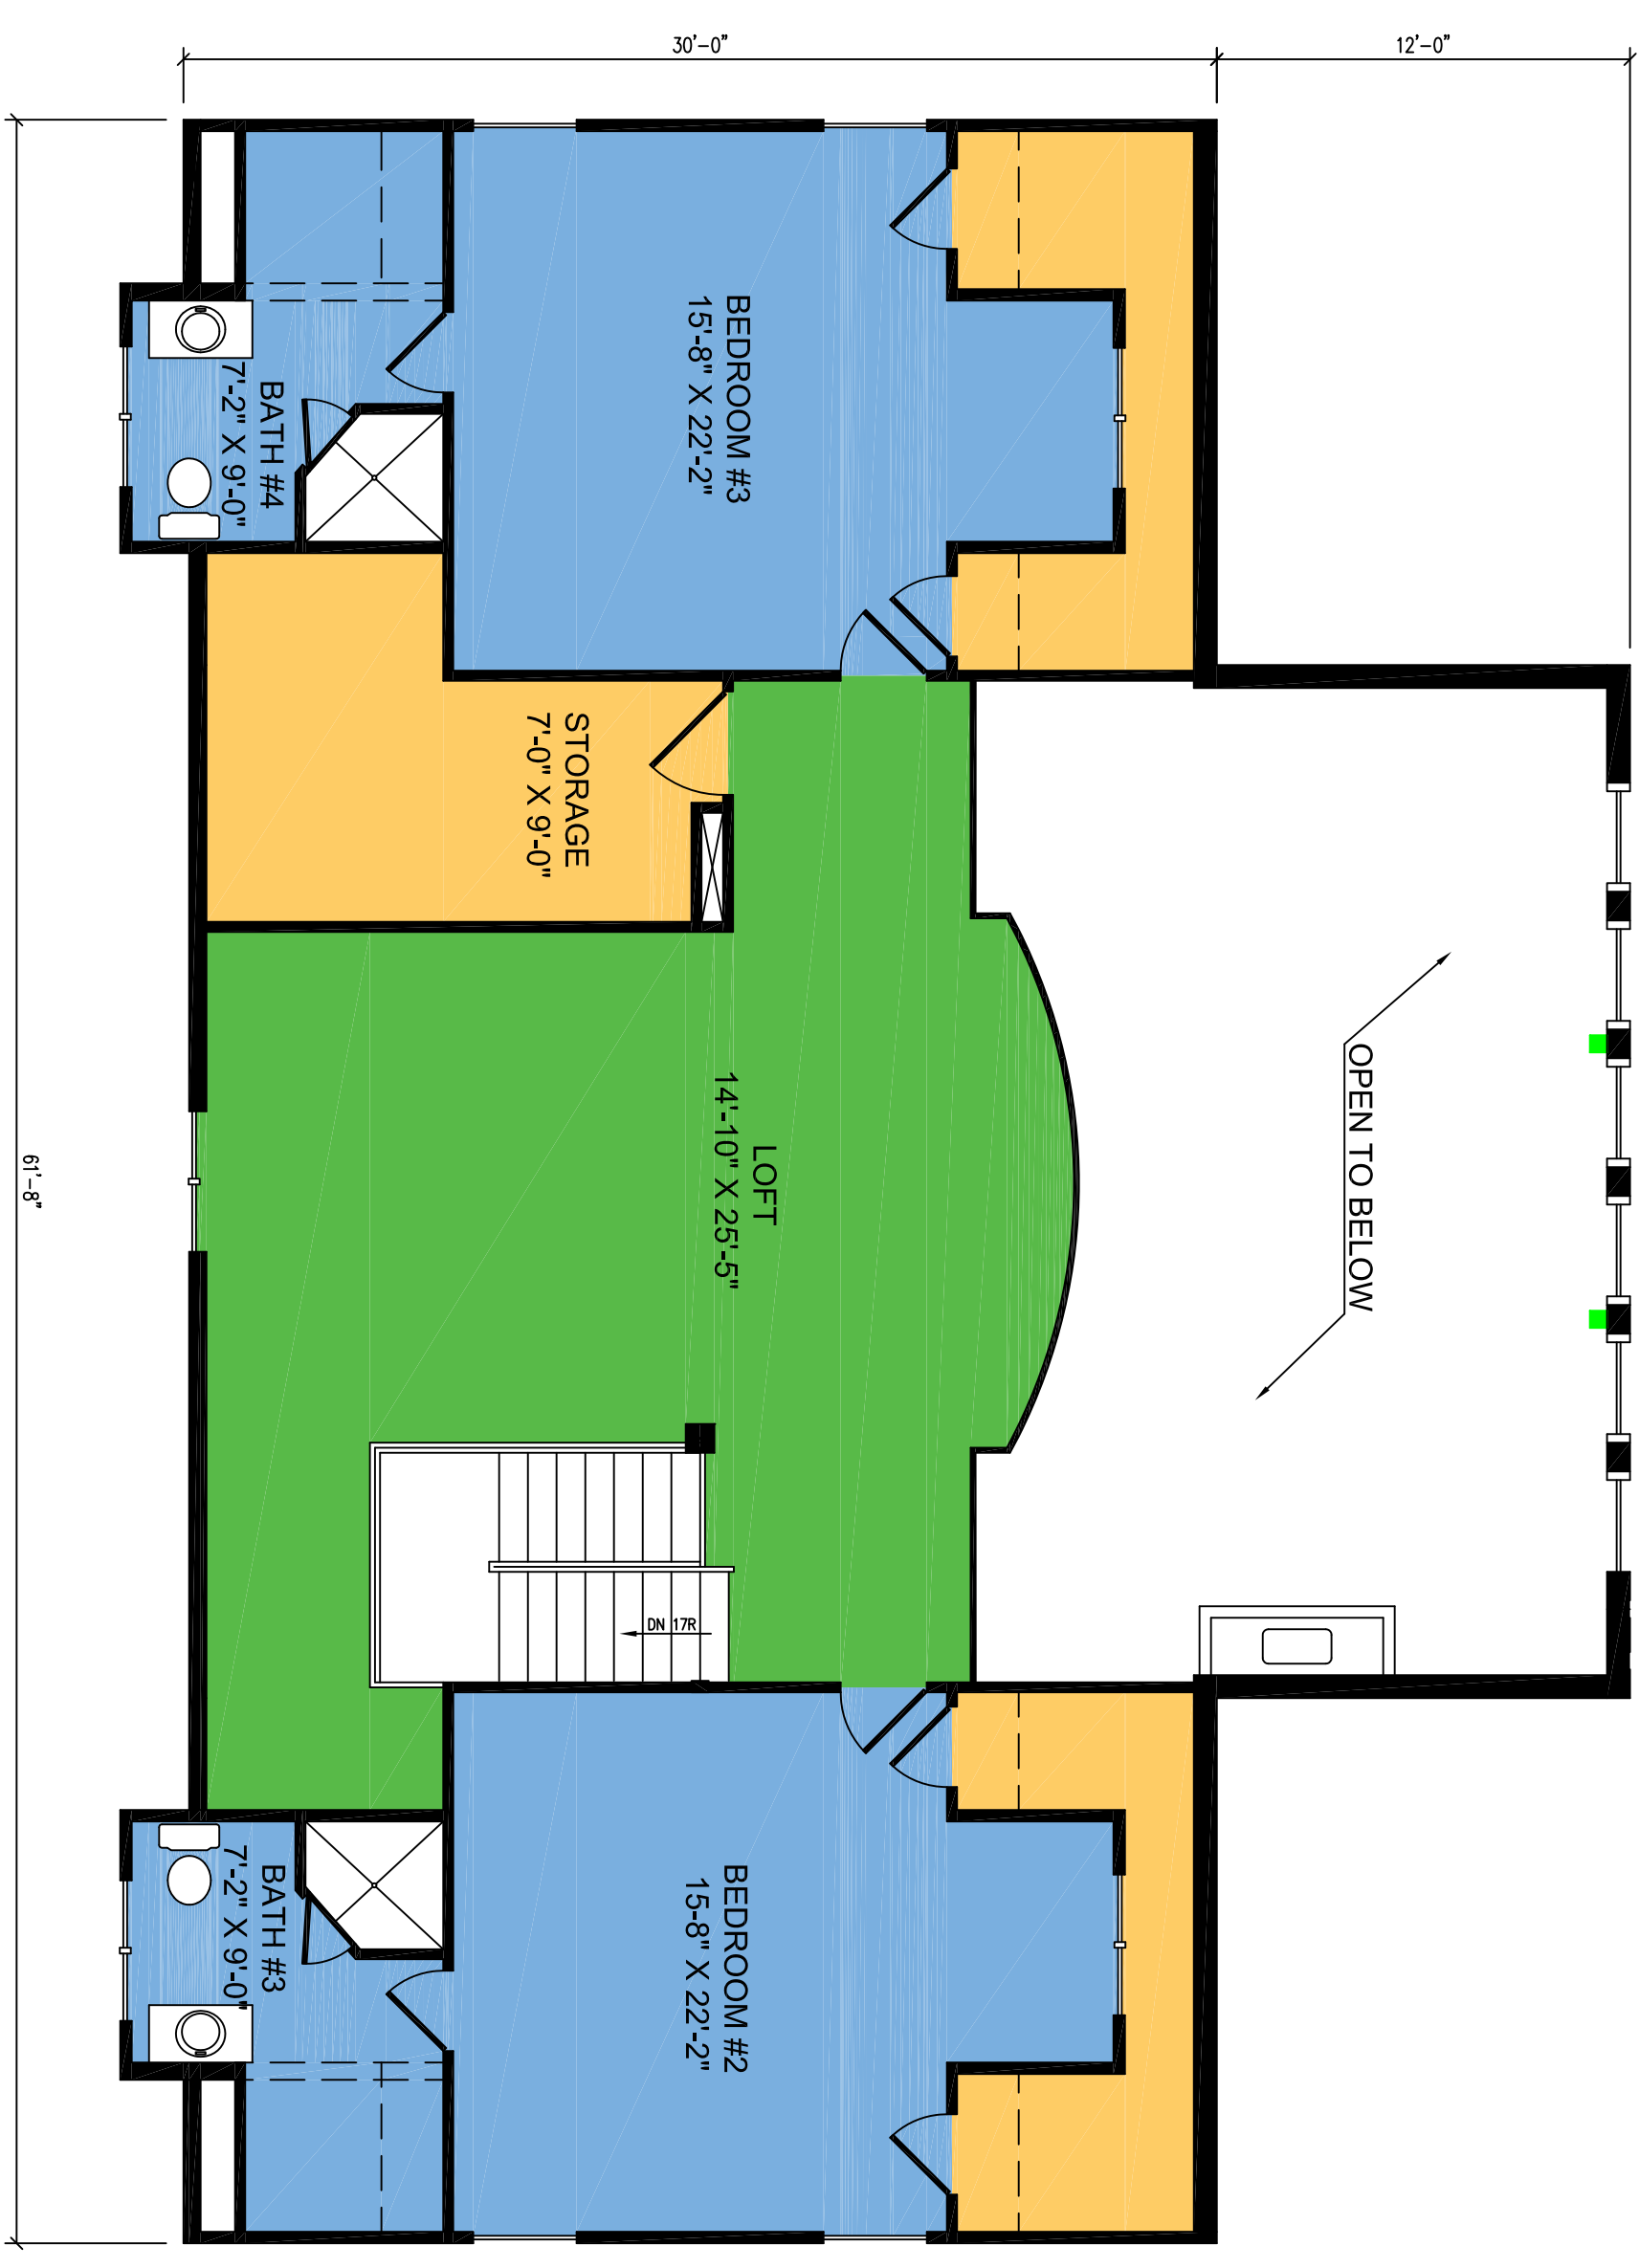 30'-0"
12'-0"
BEDROOM #3
15'-8" X 22'-2"
BATH #4
7'-2" X 9'-0"
STORAGE
7'-0" X 9'-0"
LOFT
14'-10" X 25'-5"
OPEN TO BELOW
61'-8"
DN 17R
BEDROOM #2
15-8" X 22'-2"
BATH #3
7'-2" X 9'-0"